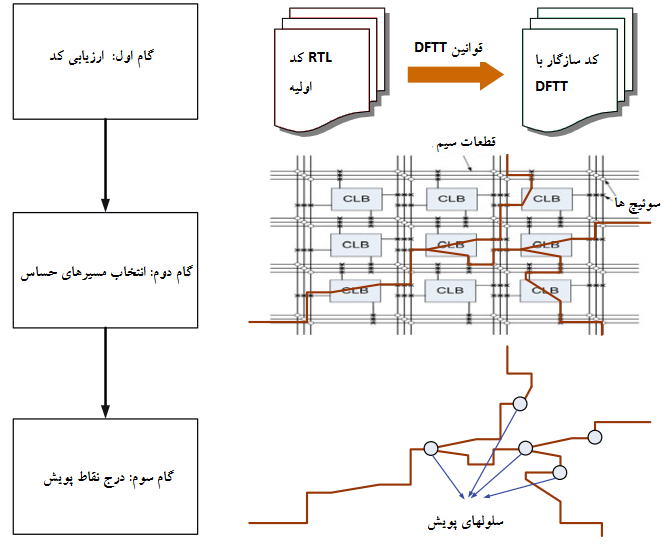 گام اول: ارزیابی کد
کد RTL
اولیه
قوانین DFTT
کد سازگار با
DFTT
قطعات سیم
سوئیچ ها
CLB
CLB
CLB
گام دوم: انتخاب مسیرهای حساس
CLB
CLB
CLB
CLB
CLB
CLB
گام سوم: درج نقاط پویش
سلولهای پویش